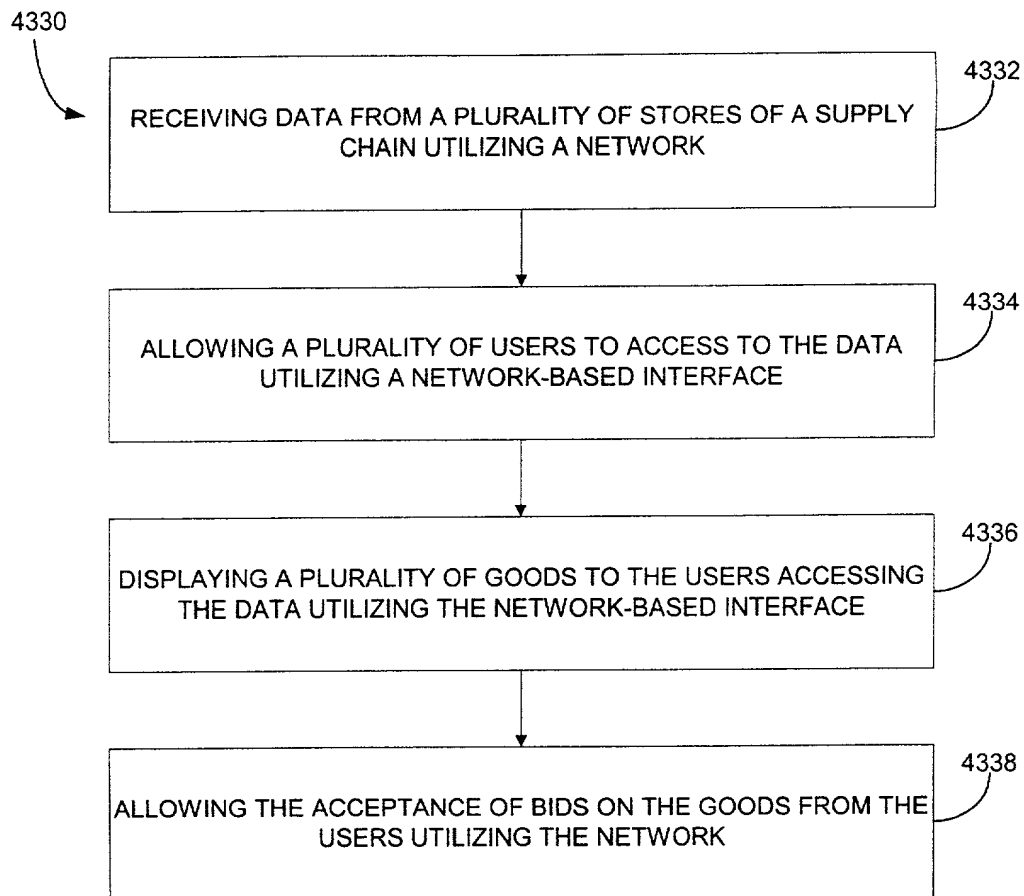 4330
4332
RECEIVING DATA FROM A PLURALITY OF STORES OF A SUPPLY
CHAIN UTILIZING A NETWORK
4334
ALLOWING A PLURALITY OF USERS TO ACCESS TO THE DATA
UTILIZING A NETWORK-BASED INTERFACE
4336
DISPLAYING A PLURALITY OF GOODS TO THE USERS ACCESSING
THE DATA UTILIZING THE NETWORK-BASED INTERFACE
4338
ALLOWING THE ACCEPTANCE OF BIDS ON THE GOODS FROM THE
USERS UTILIZING THE NETWORK